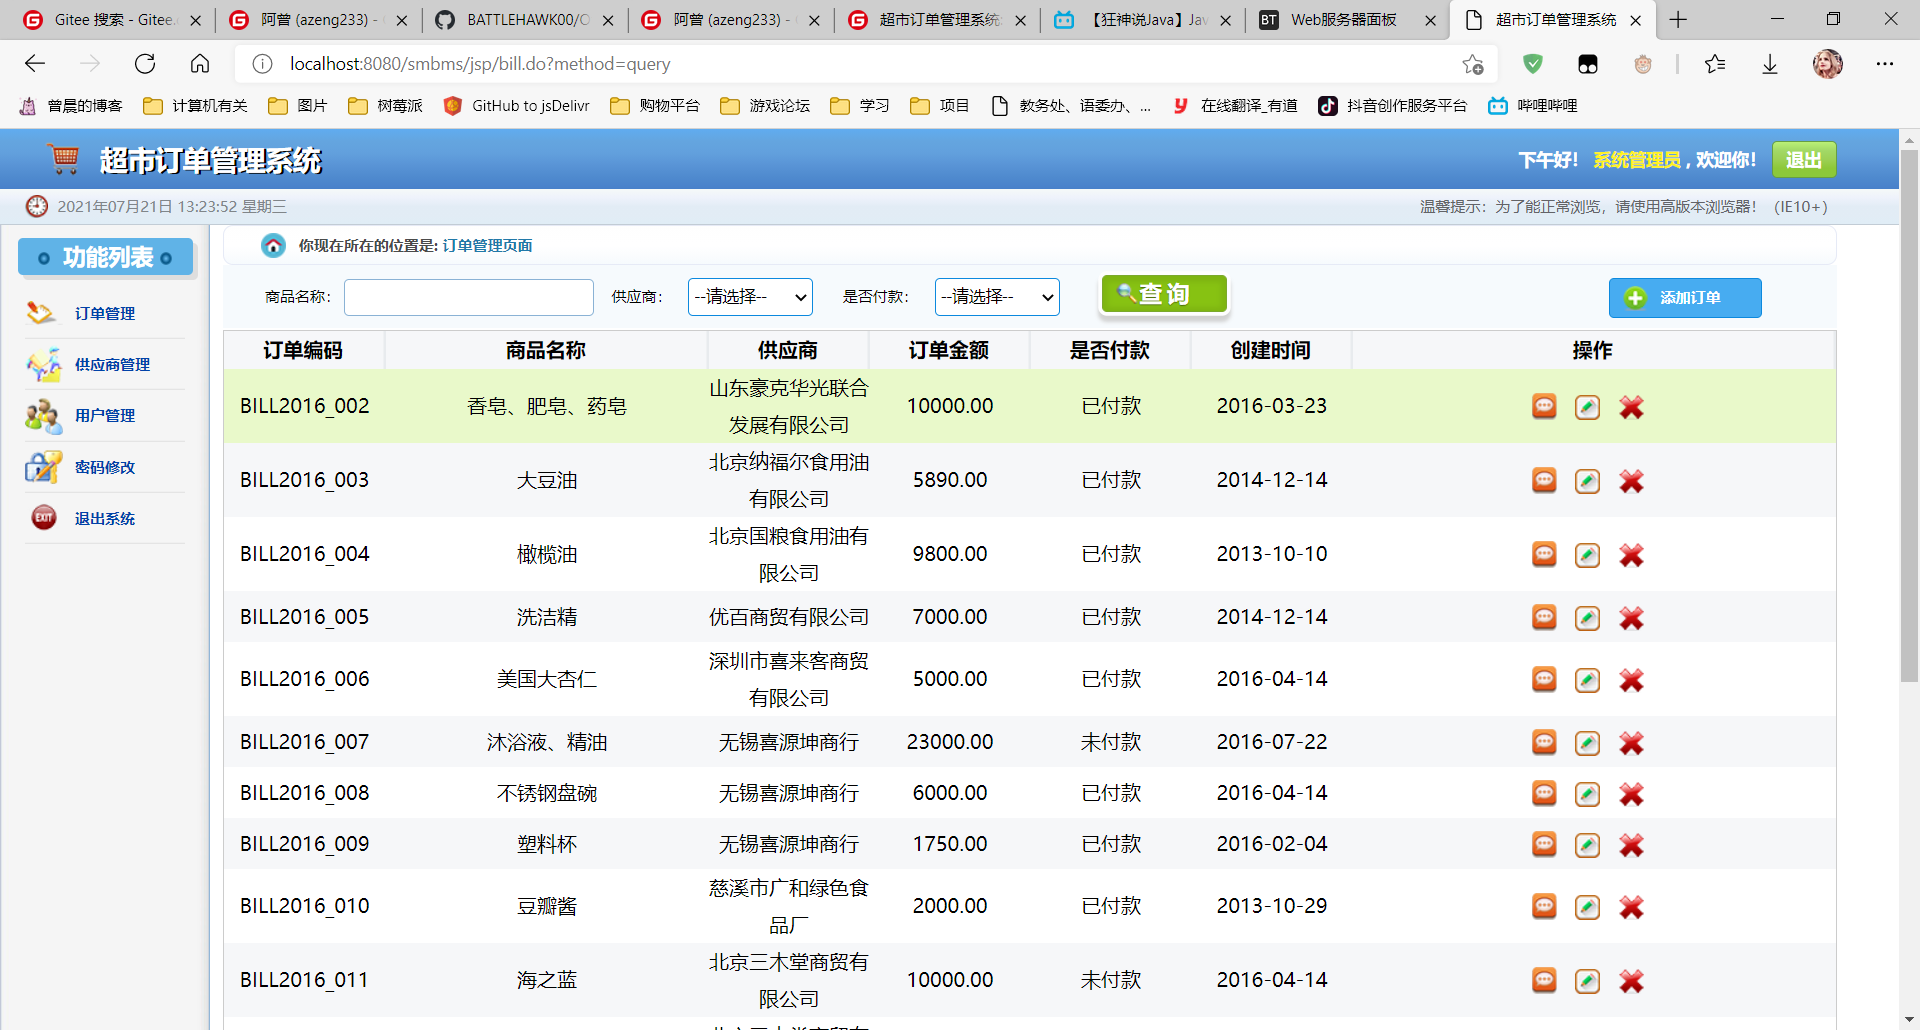 Gitee 搜索 - Gitee.
阿曾 (azeng233) -
BATTLEHAWK00/O
阿曾 (azeng233) -
超市订单管理系统
【狂神说Java】Jav
BT Web服务器面板
超市订单管理系统
localhost:8080/smbms/jsp/bill.do?method=query
曾晨的博客 计算机有关 图片 树莓派 GitHub to jsDelivr 购物平台 游戏论坛 学习 项目 教务处、语委办、... 在线翻译_有道 抖音创作服务平台 哔哩哔哩
超市订单管理系统 下午好! 系统管理员 , 欢迎你! 退出
2021年07月21日 13:23:52 星期三 温馨提示: 为了能正常浏览, 请使用高版本浏览器! (IE10+)
功能列表
订单管理
供应商管理
用户管理
密码修改
EXIT 退出系统
你现在所在的位置是: 订单管理页面
商品名称: 供应商: --请选择-- 是否付款: --请选择-- 查询 添加订单
订单编码 商品名称 供应商 订单金额 是否付款 创建时间 操作
BILL2016_002 香皂、肥皂、药皂 山东豪克华光联合发展有限公司 10000.00 已付款 2016-03-23
BILL2016_003 大豆油 北京纳福尔食用油有限公司 5890.00 已付款 2014-12-14
BILL2016_004 橄榄油 北京国粮食用油有限公司 9800.00 已付款 2013-10-10
BILL2016_005 洗洁精 优百商贸有限公司 7000.00 已付款 2014-12-14
BILL2016_006 美国大杏仁 深圳市喜来客商贸有限公司 5000.00 已付款 2016-04-14
BILL2016_007 沐浴液、精油 无锡喜源坤商行 23000.00 未付款 2016-07-22
BILL2016_008 不锈钢盘碗 无锡喜源坤商行 6000.00 已付款 2016-04-14
BILL2016_009 塑料杯 无锡喜源坤商行 1750.00 已付款 2016-02-04
BILL2016_010 豆瓣酱 慈溪市广和绿色食品厂 2000.00 已付款 2013-10-29
BILL2016_011 海之蓝 北京三木堂商贸有限公司 10000.00 未付款 2016-04-14